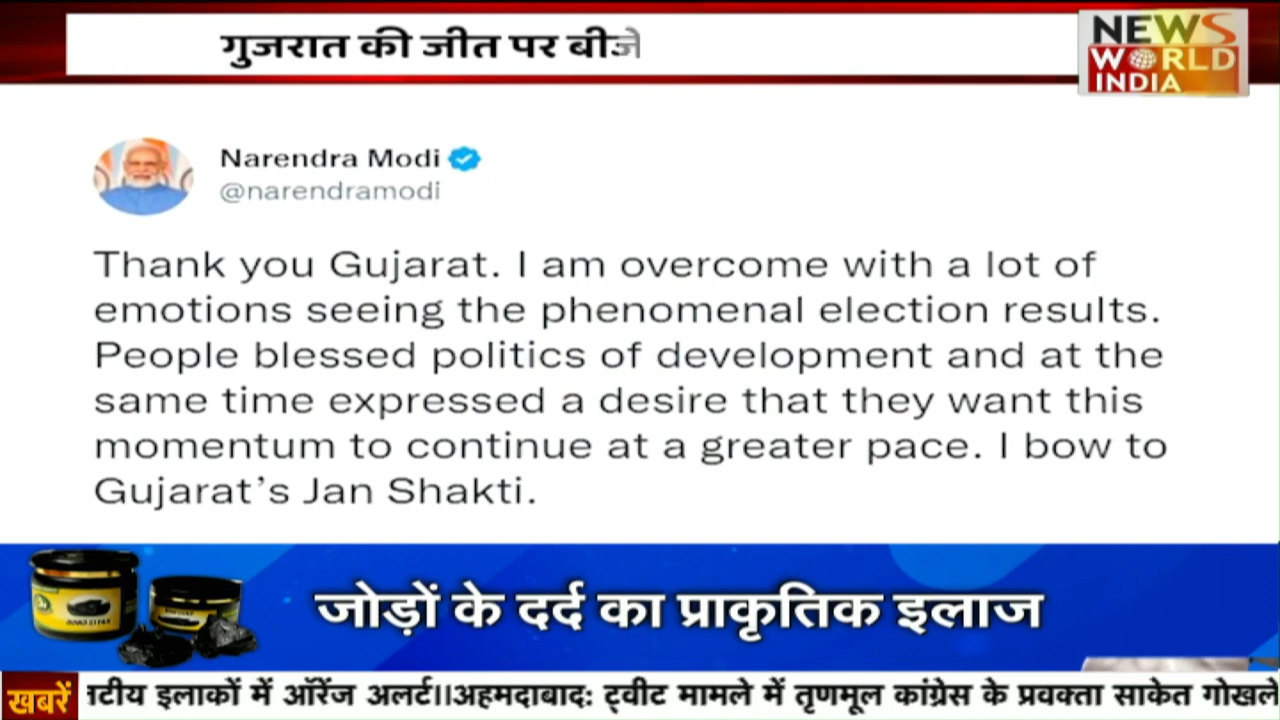 गुजरात की जीत पर बीजे
NEWS
WORLD
INDIA
Narendra Modi
@narendramodi
Thank you Gujarat. I am overcome with a lot of
emotions seeing the phenomenal election results.
People blessed politics of development and at the
same time expressed a desire that they want this
momentum to continue at a greater pace. I bow to
Gujarat's Jan Shakti.
जोड़ों के दर्द का प्राकृतिक इलाज
खबरें
इलाकों में ऑरेंज अलर्ट।।अहमदाबाद: ट्वीट मामले में तृणमूल कांग्रेस के प्रवक्ता साकेत गोखले